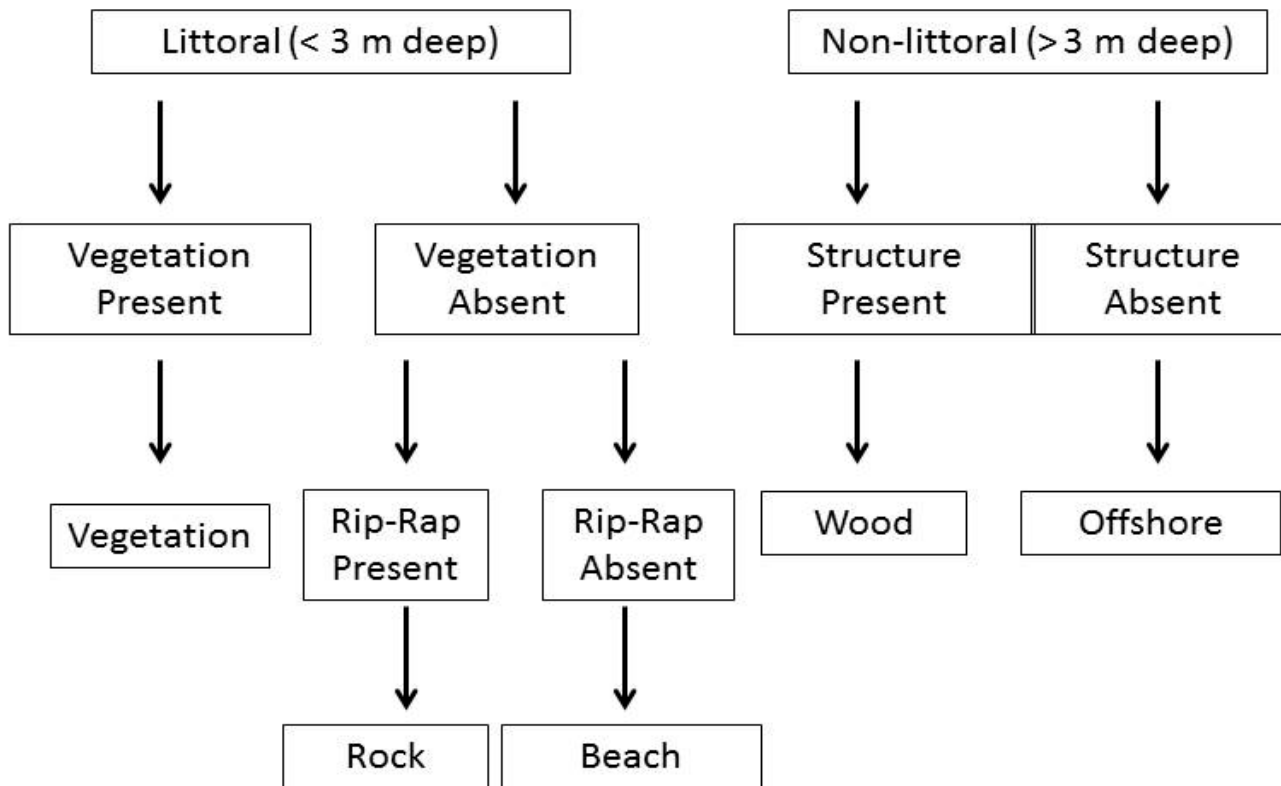 Littoral (< 3 m deep)
Non-littoral (> 3 m deep)
Vegetation
Present
Vegetation
Absent
Structure
Present
Structure
Absent
Vegetation
Rip-Rap
Present
Rip-Rap
Absent
Wood
Offshore
Rock
Beach